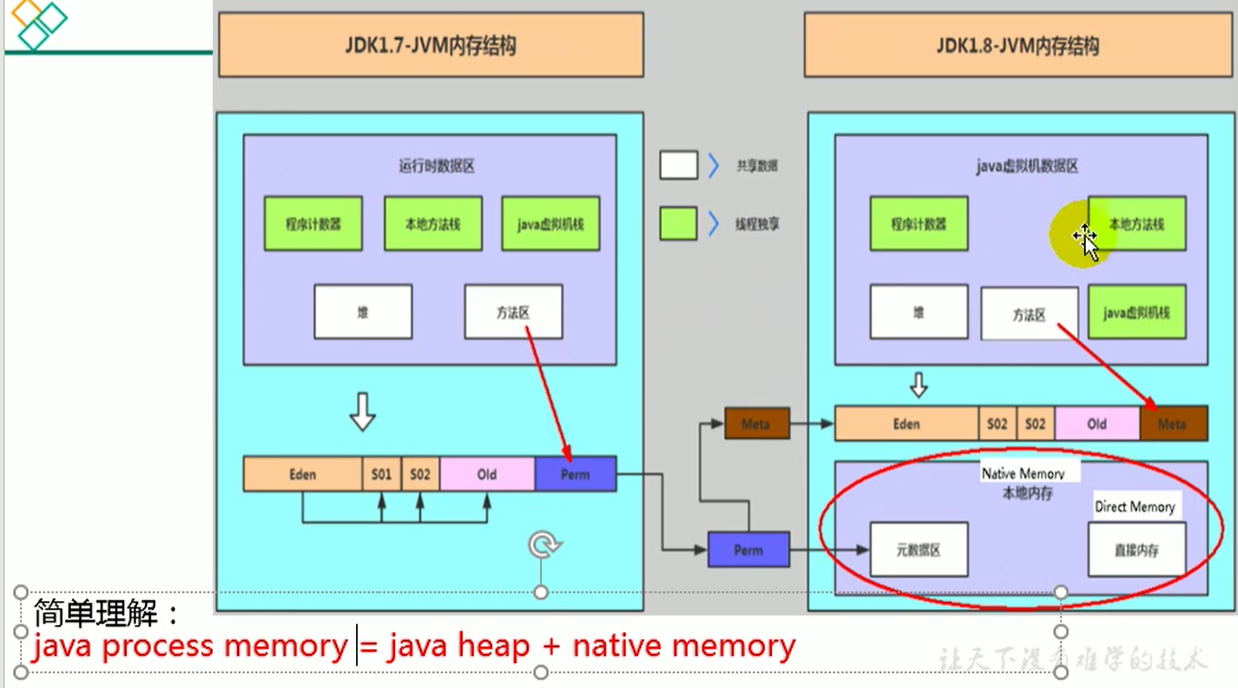 JDK1.7-JVM内存结构
JDK1.8-JVM内存结构
运行时数据区
程序计数器
本地方法栈
java虚拟机栈
堆
方法区
Eden
S01
S02
Old
Perm
共享数据
线程独享
Meta
Perm
java虚拟机数据区
程序计数器
本地方法栈
堆
方法区
java虚拟机栈
Eden
S02
S02
Old
Meta
Native Memory
本地内存
Direct Memory
元数据区
直接内存
简单理解：
java process memory = java heap + native memory
让天下没有难学的技术